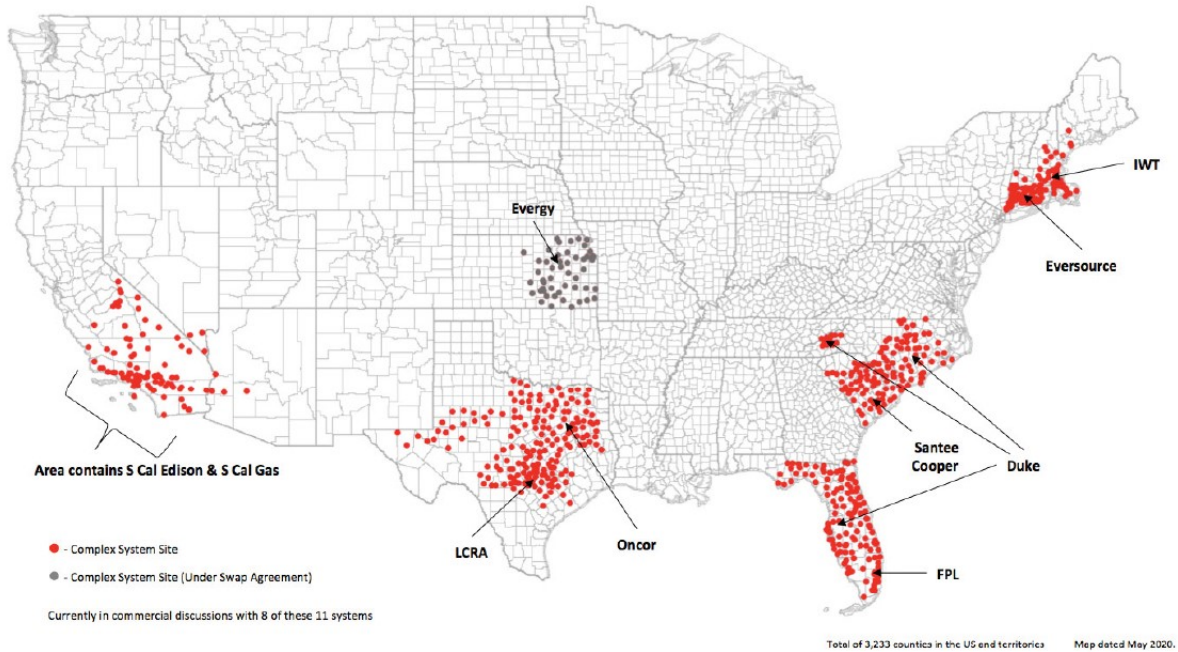 IWT
Evergy
Eversource
Area contains S Cal Edison & S Cal Gas
Santee
Cooper
Duke
LCRA
Oncor
FPL
- Complex System Site
- Complex System Site (Under Swap Agreement)
Currently in commercial discussions with 8 of these 11 systems
Total of 3,233 counties in the US and territories
Map dated May 2020.